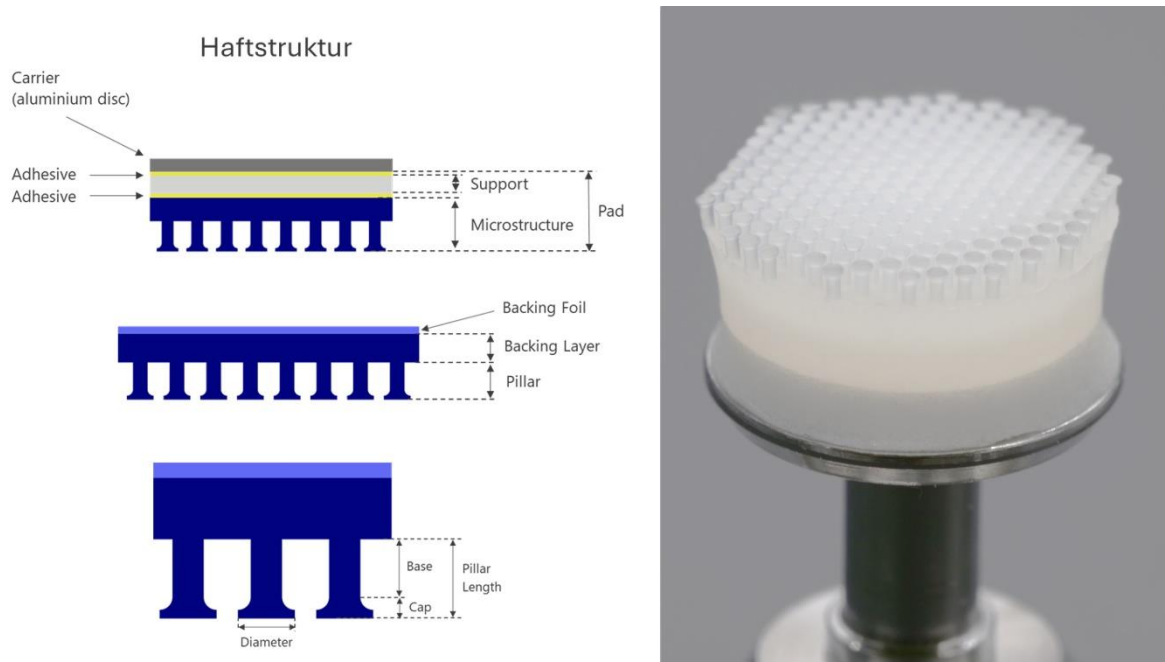 Haftstruktur
Carrier
(aluminium disc)
Adhesive
Adhesive
Support
Microstructure
Pad
Backing Foil
Backing Layer
Pillar
Base
Cap
Pillar
Length
Diameter